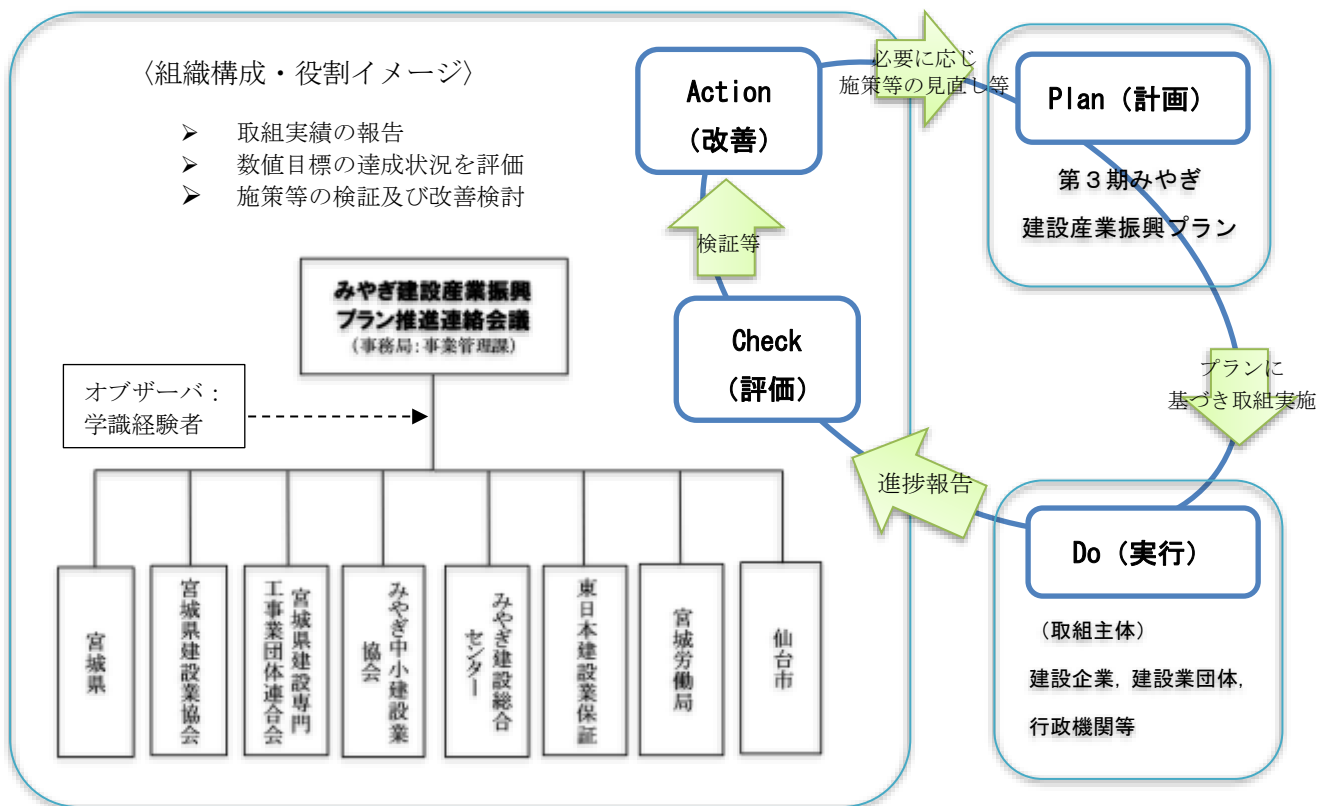 〈組織構成・役割イメージ〉
➢ 取組実績の報告
➢ 数値目標の達成状況を評価
➢ 施策等の検証及び改善検討
みやぎ建設産業振興
プラン推進連絡会議
(事務局:事業管理課)
オブザーバ:
学識経験者
宮城県
宮城県建設業協会
宮城県建設専門
工事業団体連合会
みやぎ中小建設業
協会
みやぎ建設総合
センター
東日本建設業保証
宮城労働局
仙台市
Action
(改善)
必要に応じ
施策等の見直し等
Plan (計画)
第3期みやぎ
建設産業振興プラン
プランに
基づき取組実施
Do (実行)
(取組主体)
建設企業, 建設業団体,
行政機関等
進捗報告
Check
(評価)
検証等